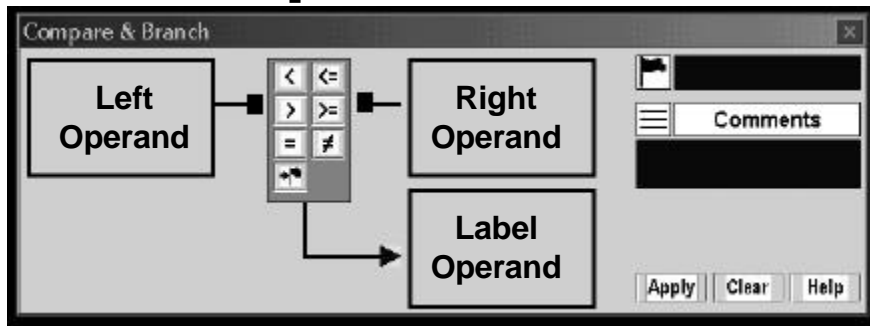 Compare & Branch
Left
Operand
< <=
> >=
= ≠
Right
Operand
Label
Operand
Comments
Apply Clear Help